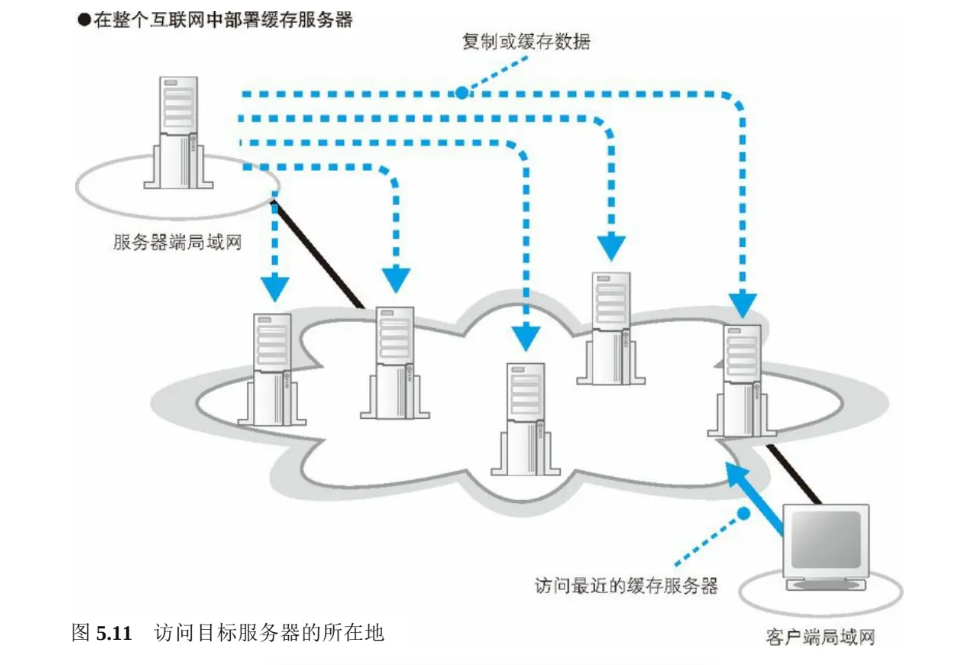 ●在整个互联网中部署缓存服务器
复制或缓存数据
服务器端局域网
访问最近的缓存服务器
图 5.11 访问目标服务器的所在地
客户端局域网